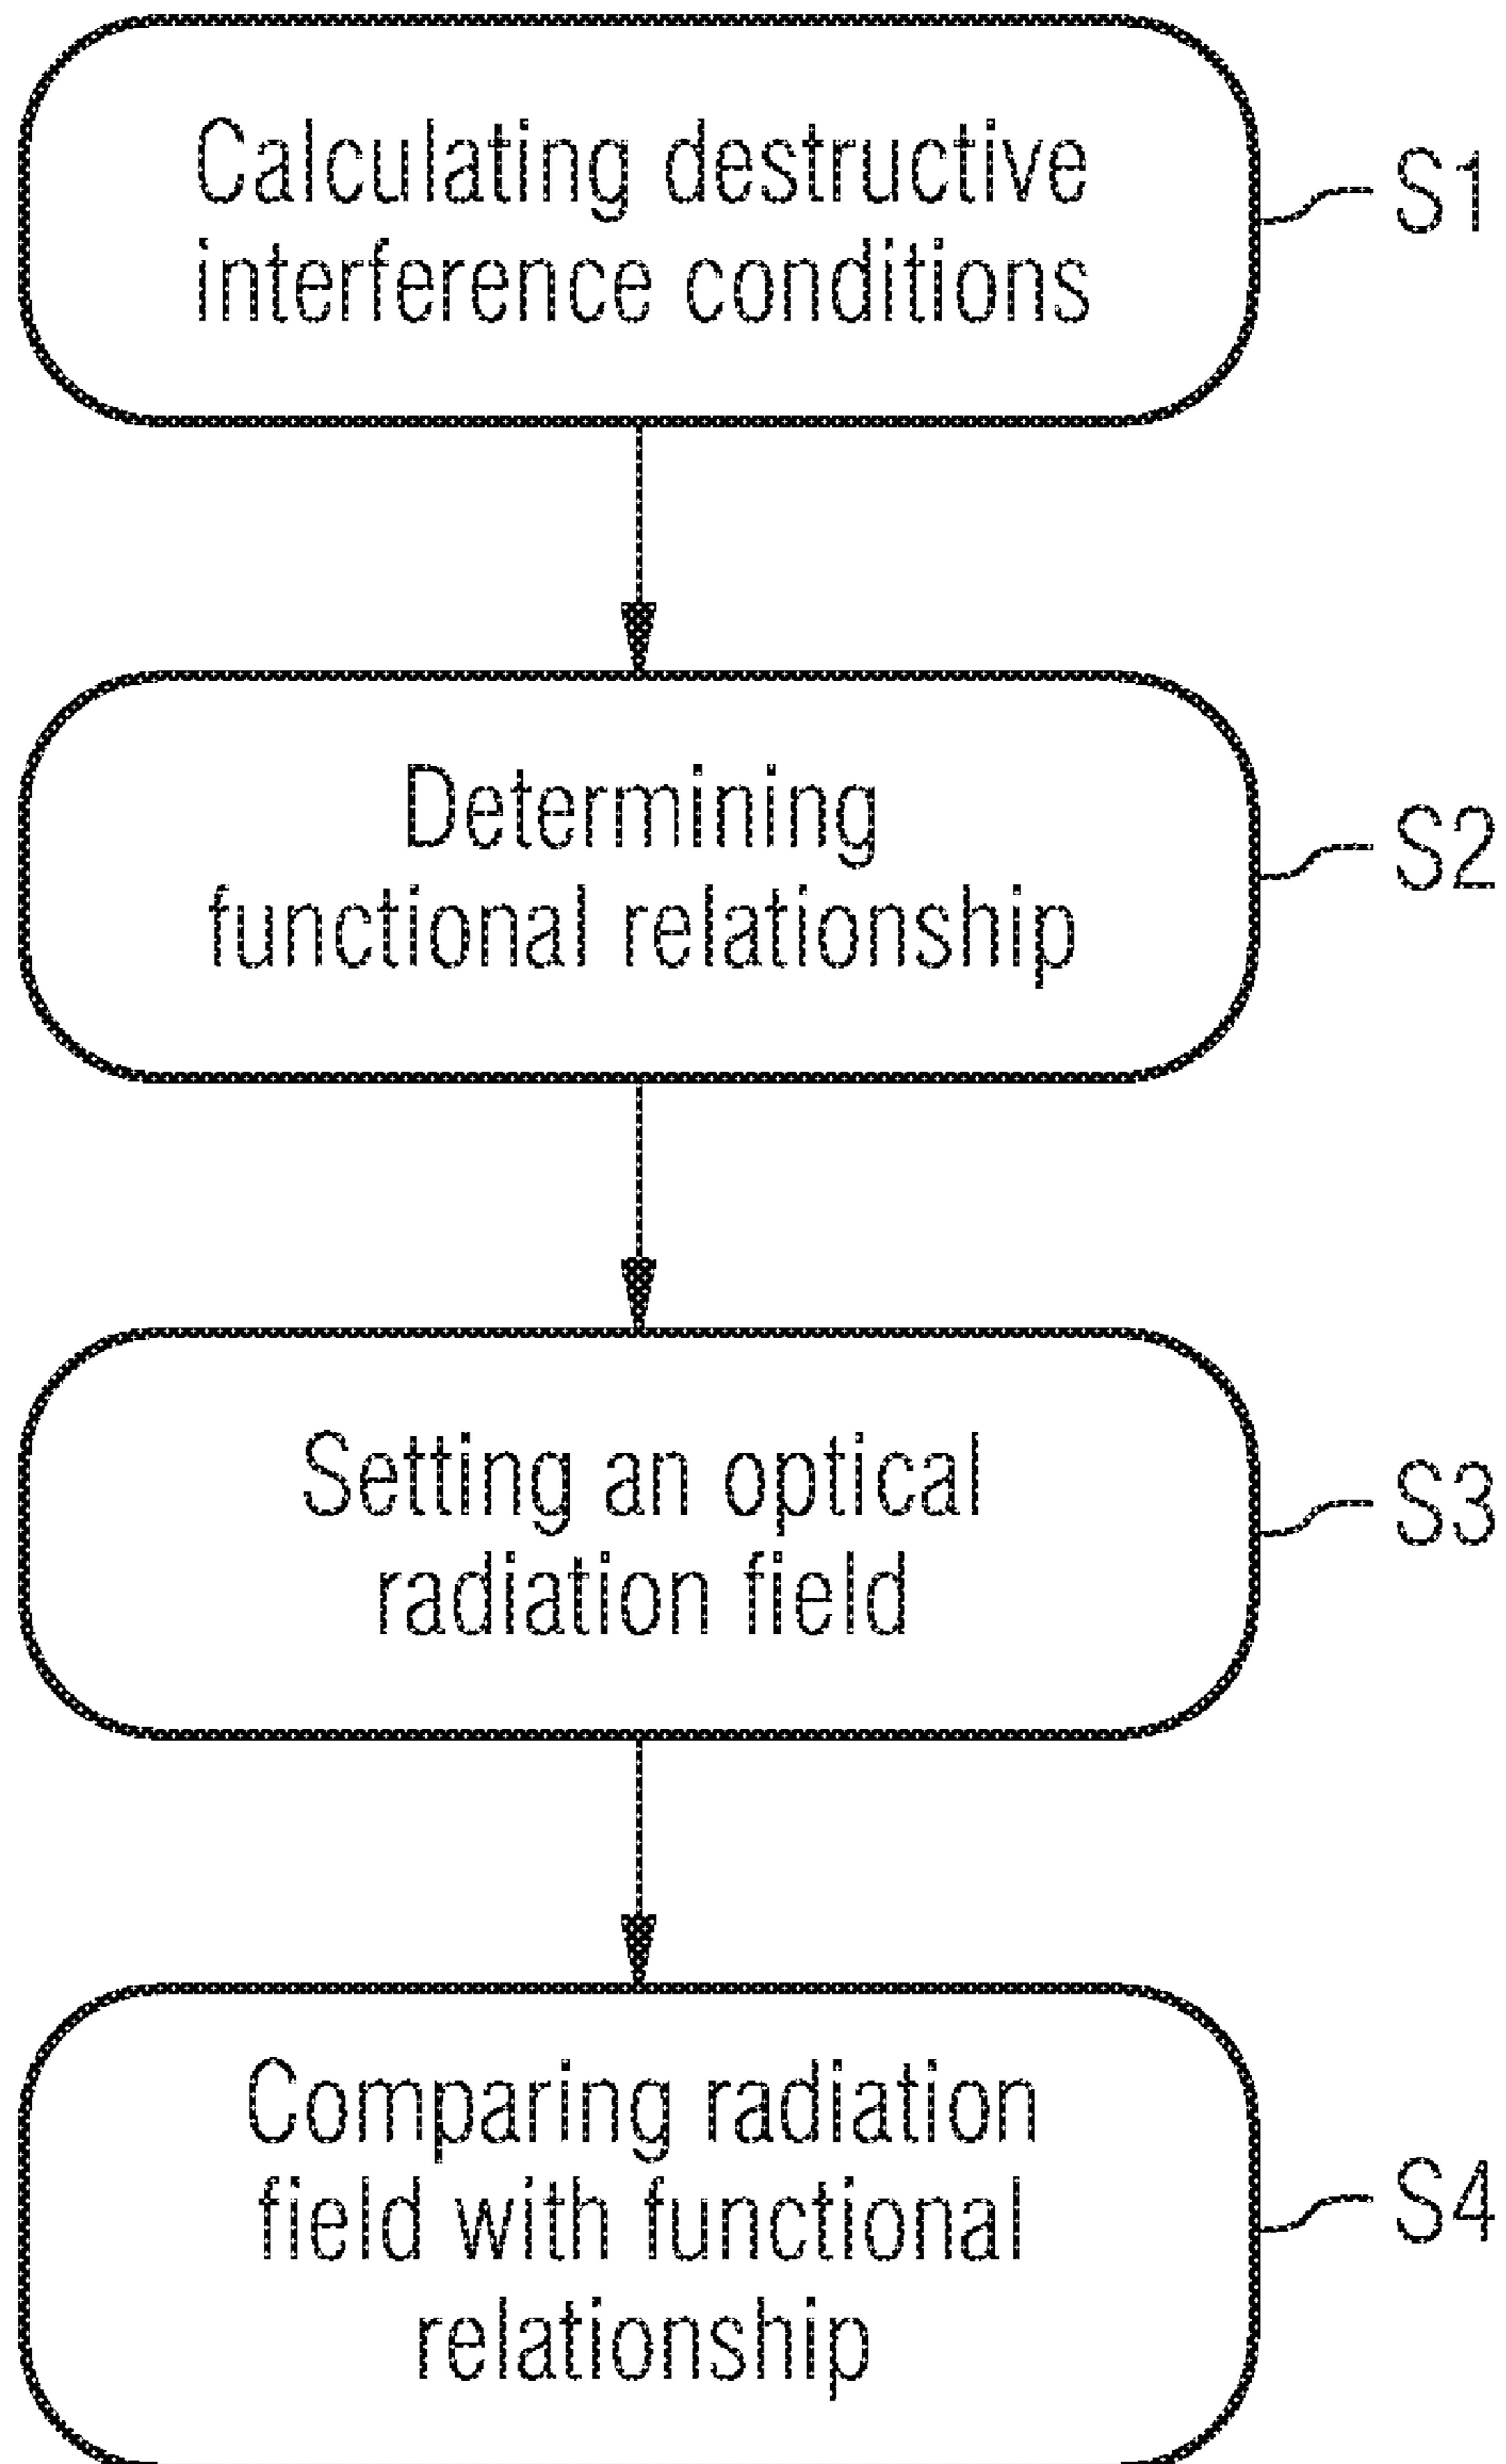 Calculating destructive
interference conditions
S1
Determining
functional relationship
S2
Setting an optical
radiation field
S3
Comparing radiation
field with functional
relationship
S4